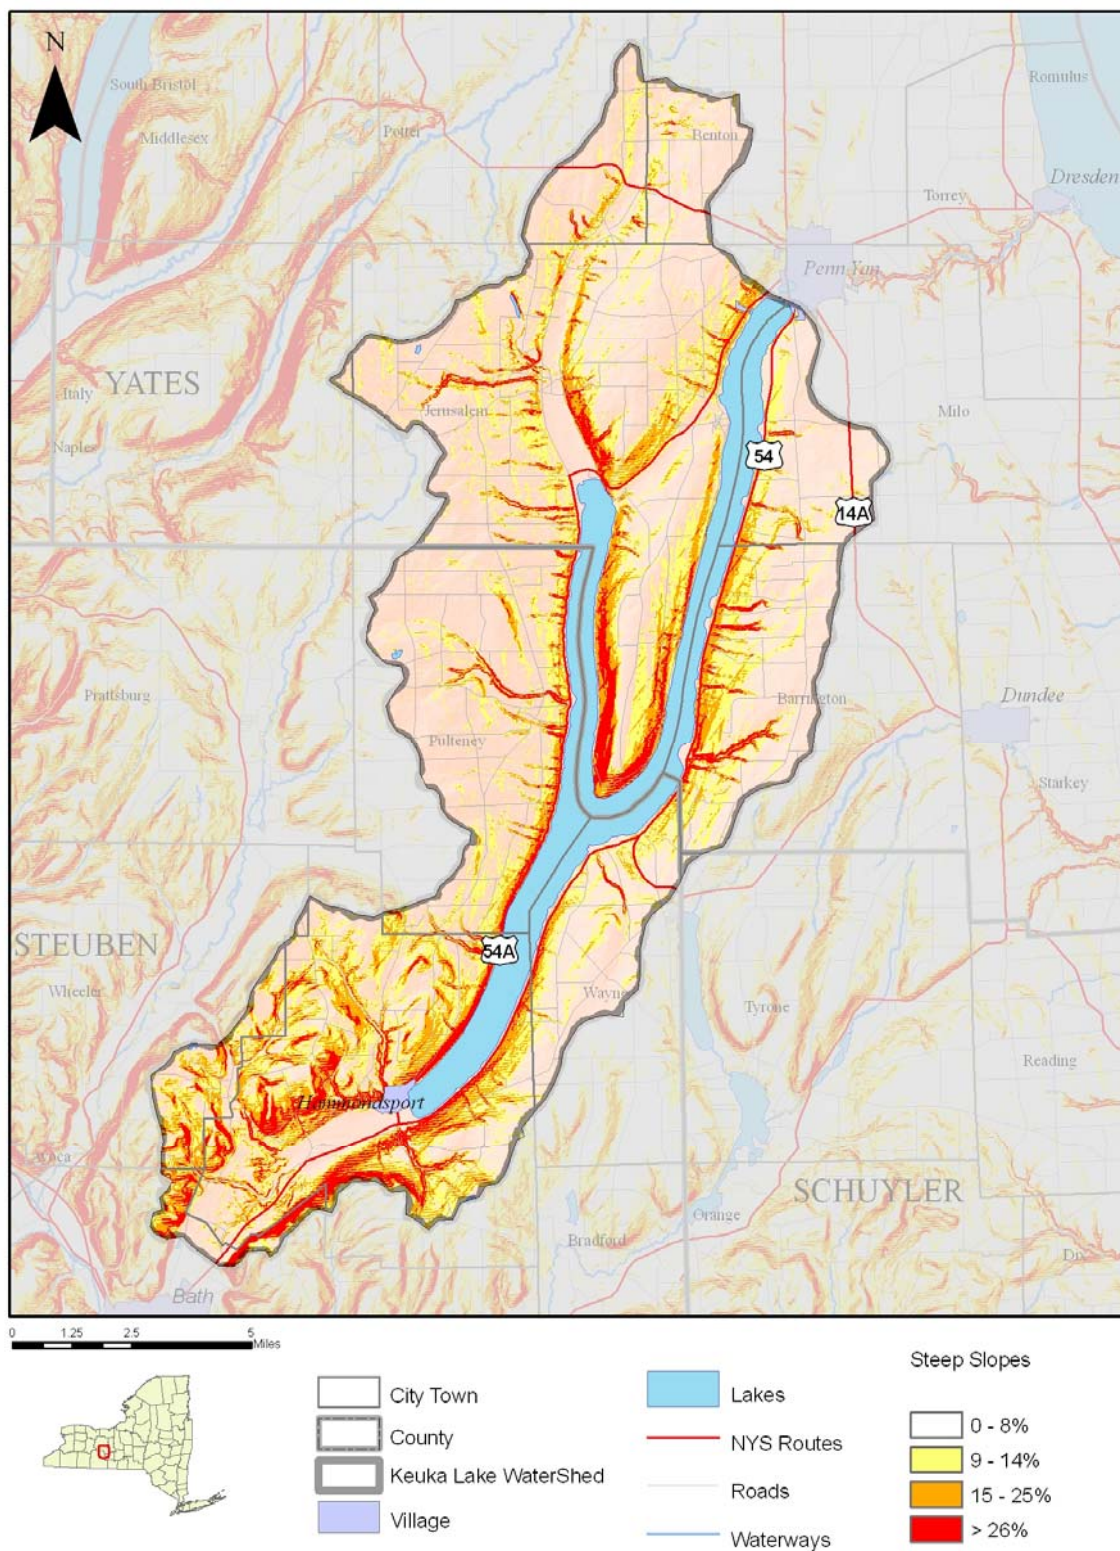 N
South Bristol
Middlesex
Potter
Benton
Romulus
Dresden
Torrey
Penn Yan
YATES
Italy
Jerusalem
Milo
Naples
54
14A
Prattsburg
Pulteney
Barrington
Dundee
Starkey
STEUBEN
54A
Wheeler
Wayne
Tyrone
Reading
Hammondsport
Avoca
SCHUYLER
Orange
Bradford
Dix
Bath
0 1.25 2.5 5
Miles
City Town
County
Keuka Lake WaterShed
Village
Lakes
NYS Routes
Roads
Waterways
Steep Slopes
0 - 8%
9 - 14%
15 - 25%
> 26%